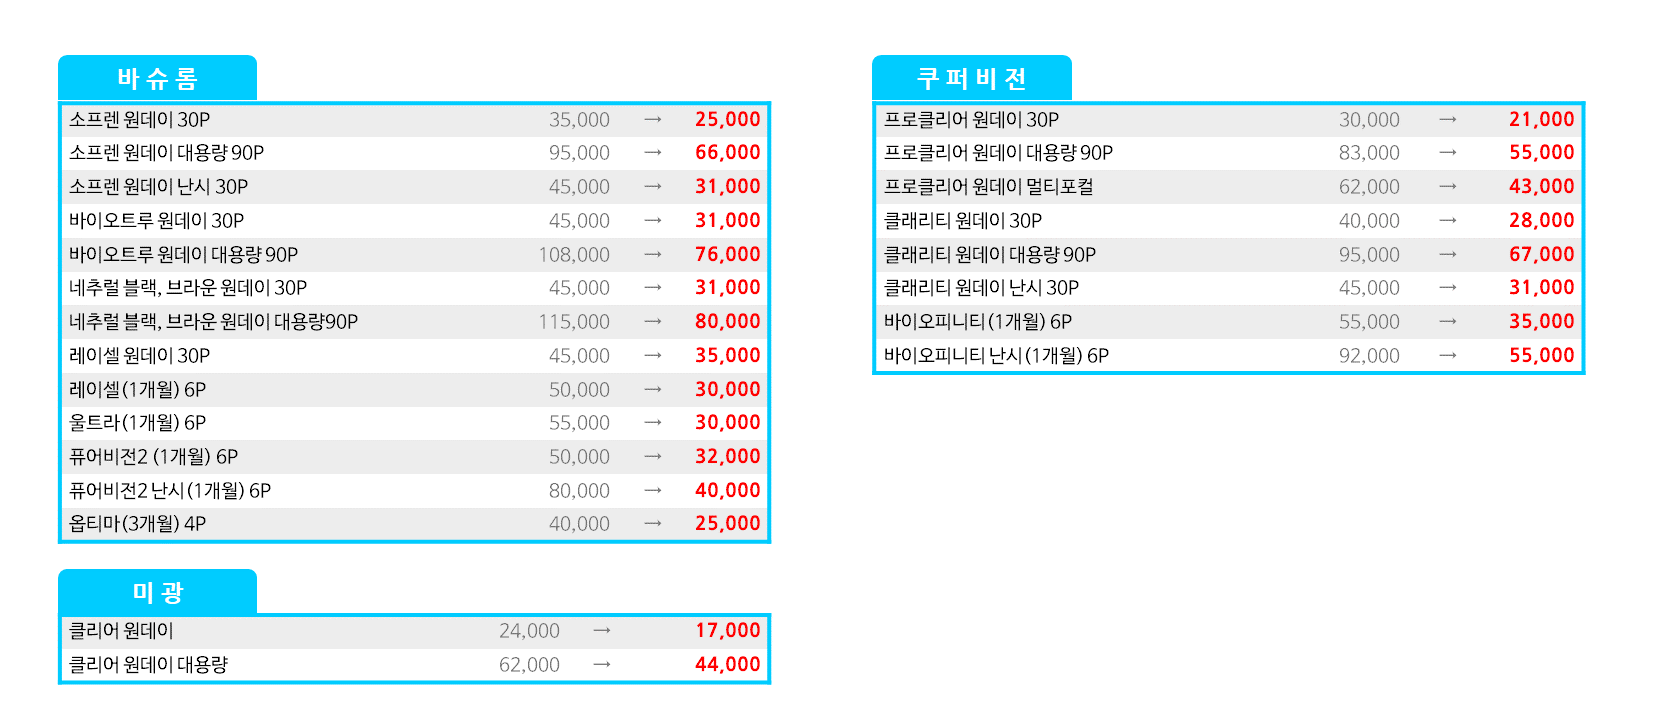 바슈롬
소프렌 원데이 30P 35,000 → 25,000
소프렌 원데이 대용량 90P 95,000 → 66,000
소프렌 원데이 난시 30P 45,000 → 31,000
바이오트루 원데이 30P 45,000 → 31,000
바이오트루 원데이 대용량 90P 108,000 → 76,000
네추럴 블랙, 브라운 원데이 30P 45,000 → 31,000
네추럴 블랙, 브라운 원데이 대용량90P 115,000 → 80,000
레이셀 원데이 30P 45,000 → 35,000
레이셀(1개월) 6P 50,000 → 30,000
울트라(1개월) 6P 55,000 → 30,000
퓨어비전2 (1개월) 6P 50,000 → 32,000
퓨어비전2 난시(1개월) 6P 80,000 → 40,000
옵티마(3개월) 4P 40,000 → 25,000
미광
클리어 원데이 24,000 → 17,000
클리어 원데이 대용량 62,000 → 44,000
쿠퍼비전
프로클리어 원데이 30P 30,000 → 21,000
프로클리어 원데이 대용량 90P 83,000 → 55,000
프로클리어 원데이 멀티포컬 62,000 → 43,000
클래리티 원데이 30P 40,000 → 28,000
클래리티 원데이 대용량 90P 95,000 → 67,000
클래리티 원데이 난시 30P 45,000 → 31,000
바이오피니티(1개월) 6P 55,000 → 35,000
바이오피니티 난시(1개월) 6P 92,000 → 55,000